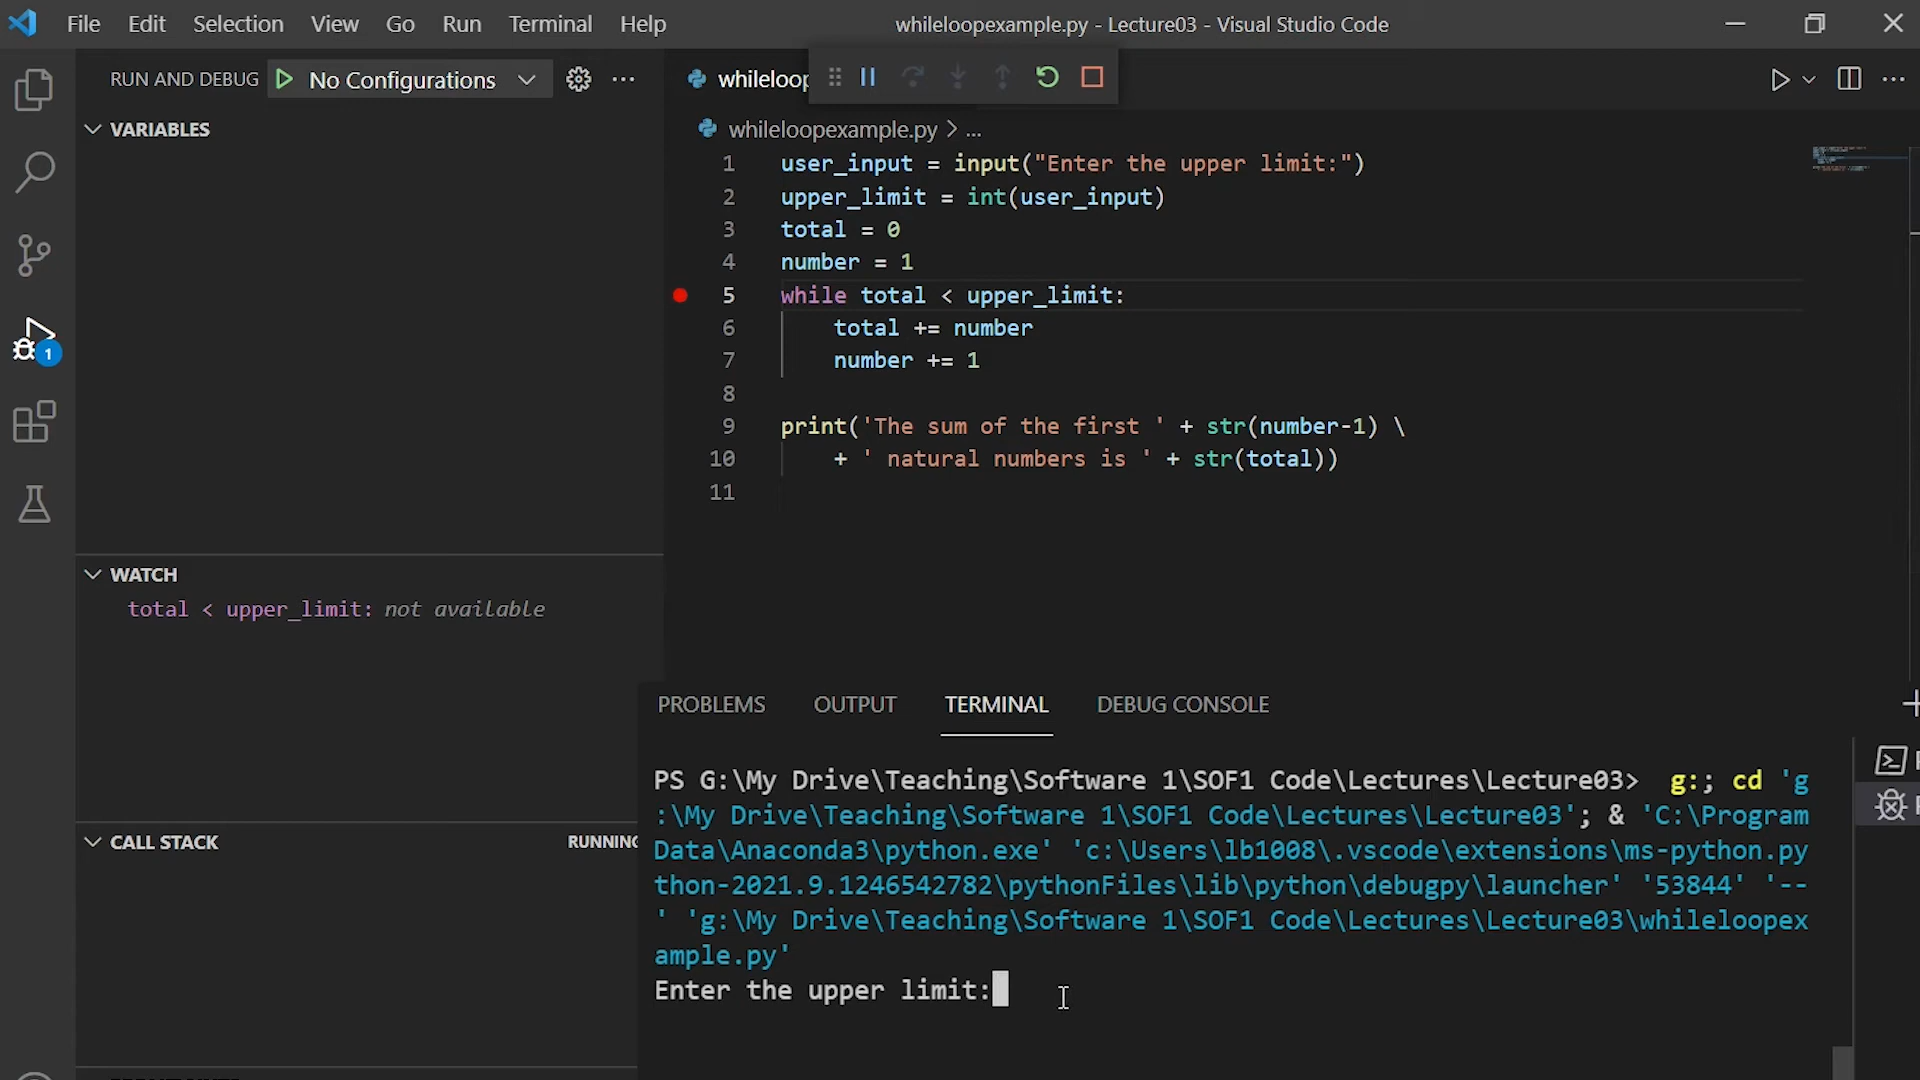 File Edit Selection View Go Run Terminal Help
whileloopexample.py - Lecture03 - Visual Studio Code
RUN AND DEBUG No Configurations
VARIABLES
WATCH
total < upper_limit: not available
CALL STACK
RUNNING
1
whileloop
whileloopexample.py > ...
1 user_input = input("Enter the upper limit:")
2 upper_limit = int(user_input)
3 total = 0
4 number = 1
5 while total < upper_limit:
6 total += number
7 number += 1
8
9 print('The sum of the first ' + str(number-1) \
10 + ' natural numbers is ' + str(total))
11
PROBLEMS OUTPUT TERMINAL DEBUG CONSOLE
PS G:\My Drive\Teaching\Software 1\SOF1 Code\Lectures\Lecture03> g:; cd 'g
:\My Drive\Teaching\Software 1\SOF1 Code\Lectures\Lecture03'; & 'C:\Program
Data\Anaconda3\python.exe' 'c:\Users\lb1008\.vscode\extensions\ms-python.py
thon-2021.9.1246542782\pythonFiles\lib\python\debugpy\launcher' '53844' '--
' 'g:\My Drive\Teaching\Software 1\SOF1 Code\Lectures\Lecture03\whileloopex
ample.py'
Enter the upper limit: